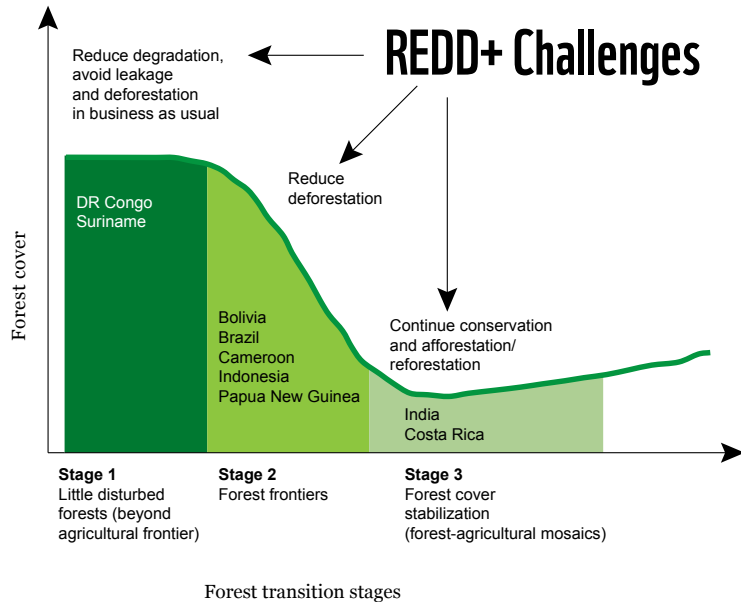 REDD+ Challenges
Reduce degradation,
avoid leakage
and deforestation
in business as usual
Reduce
deforestation
Continue conservation
and afforestation/
reforestation
Forest cover
DR Congo
Suriname
Bolivia
Brazil
Cameroon
Indonesia
Papua New Guinea
India
Costa Rica
Stage 1
Little disturbed
forests (beyond
agricultural frontier)
Stage 2
Forest frontiers
Stage 3
Forest cover
stabilization
(forest-agricultural mosaics)
Forest transition stages